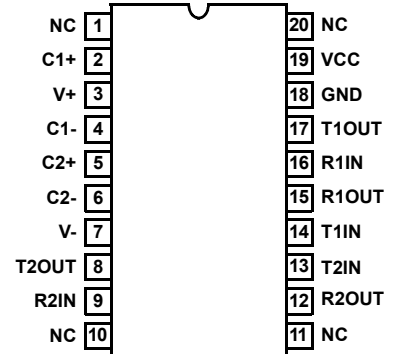 NC 1 20 NC
C1+ 2 19 VCC
V+ 3 18 GND
C1- 4 17 T1OUT
C2+ 5 16 R1IN
C2- 6 15 R1OUT
V- 7 14 T1IN
T2OUT 8 13 T2IN
R2IN 9 12 R2OUT
NC 10 11 NC